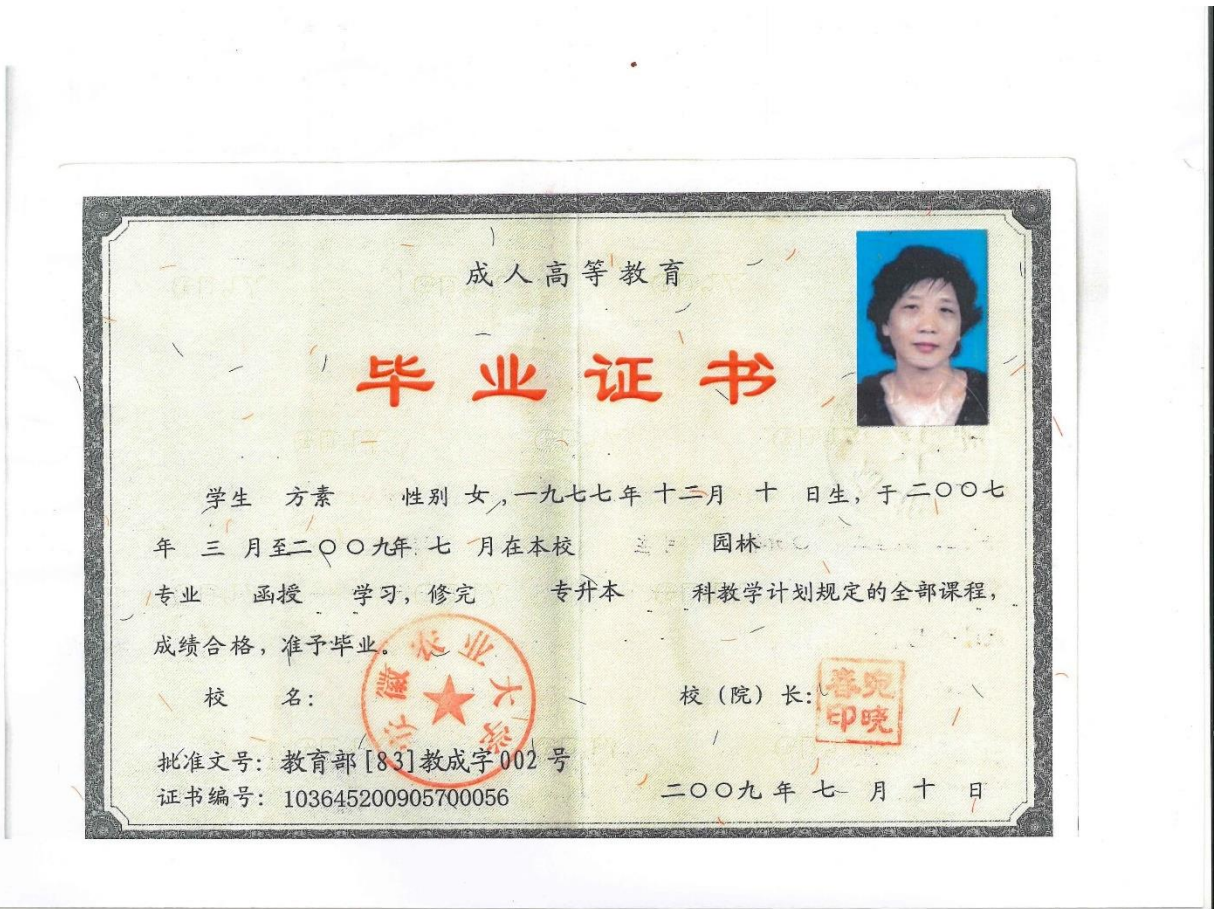 成人高等教育
毕业证书
学生 方素 性别 女,一九七七年 十二月 十 日生,于二〇〇七
年 三 月至二〇〇九年 七 月在本校 园林
专业 函授 学习,修完 专升本 科教学计划规定的全部课程,
成绩合格,准予毕业。
安徽农业大学
校 名:
校(院)长:
宛晓春印
批准文号:教育部[83]教成字002 号
证书编号:103645200905700056
二〇〇九 年 七 月 十 日